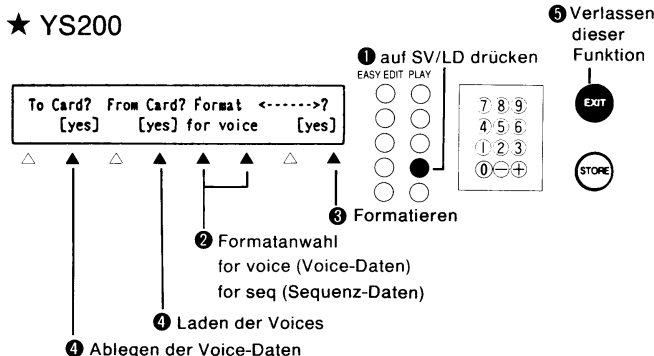 ★ YS200
❺ Verlassen
dieser
Funktion
❶ auf SV/LD drücken
EASY EDIT PLAY
To Card? From Card? Format <------>?
[yes] [yes] for voice [yes]
7 8 9
4 5 6
1 2 3
0 − +
EXIT
STORE
❸ Formatieren
❷ Formatanwahl
for voice (Voice-Daten)
for seq (Sequenz-Daten)
❹ Laden der Voices
❹ Ablegen der Voice-Daten